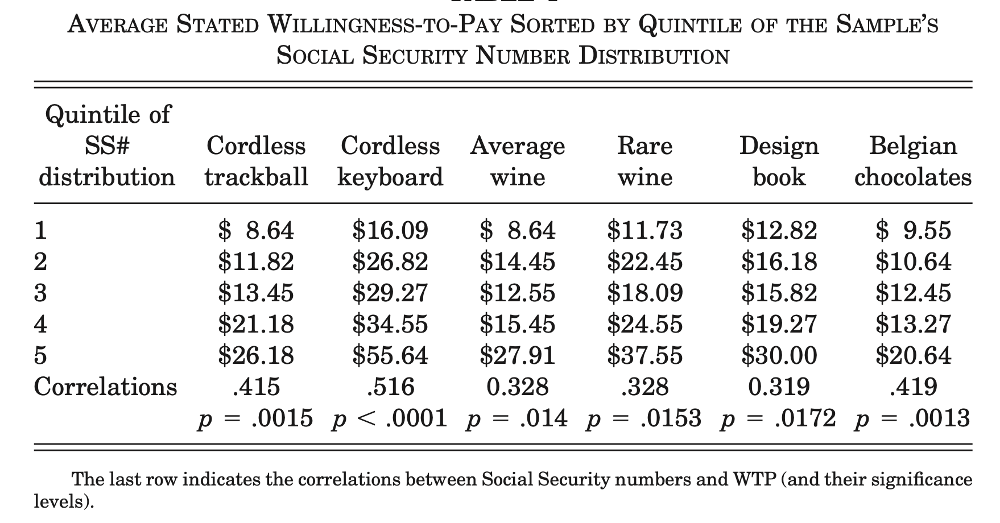 AVERAGE STATED WILLINGNESS-TO-PAY SORTED BY QUINTILE OF THE SAMPLE'S
SOCIAL SECURITY NUMBER DISTRIBUTION
Quintile of
SS# Cordless Cordless Average Rare Design Belgian
distribution trackball keyboard wine wine book chocolates
1 $ 8.64 $16.09 $ 8.64 $11.73 $12.82 $ 9.55
2 $11.82 $26.82 $14.45 $22.45 $16.18 $10.64
3 $13.45 $29.27 $12.55 $18.09 $15.82 $12.45
4 $21.18 $34.55 $15.45 $24.55 $19.27 $13.27
5 $26.18 $55.64 $27.91 $37.55 $30.00 $20.64
Correlations .415 .516 0.328 .328 0.319 .419
p = .0015 p < .0001 p = .014 p = .0153 p = .0172 p = .0013
The last row indicates the correlations between Social Security numbers and WTP (and their significance
levels).